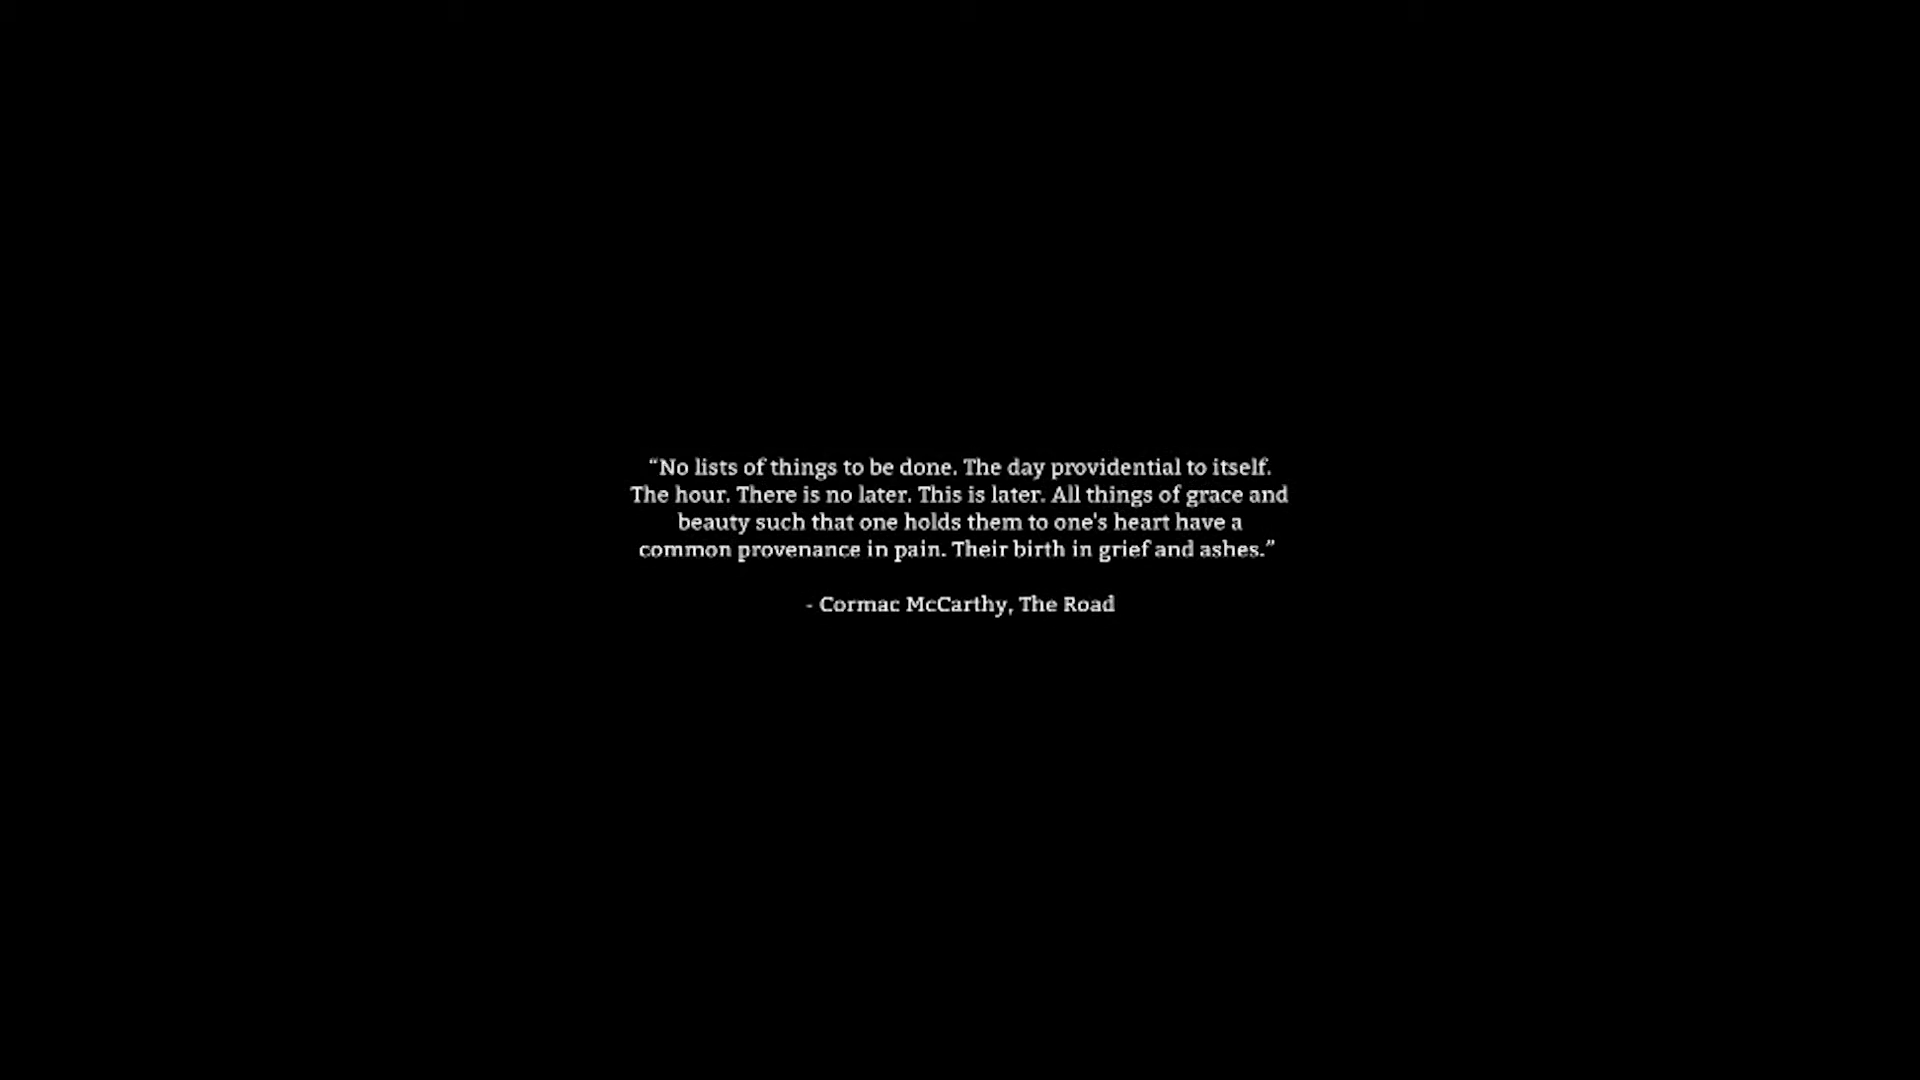 “No lists of things to be done. The day providential to itself.
The hour. There is no later. This is later. All things of grace and
beauty such that one holds them to one's heart have a
common provenance in pain. Their birth in grief and ashes.”
- Cormac McCarthy, The Road